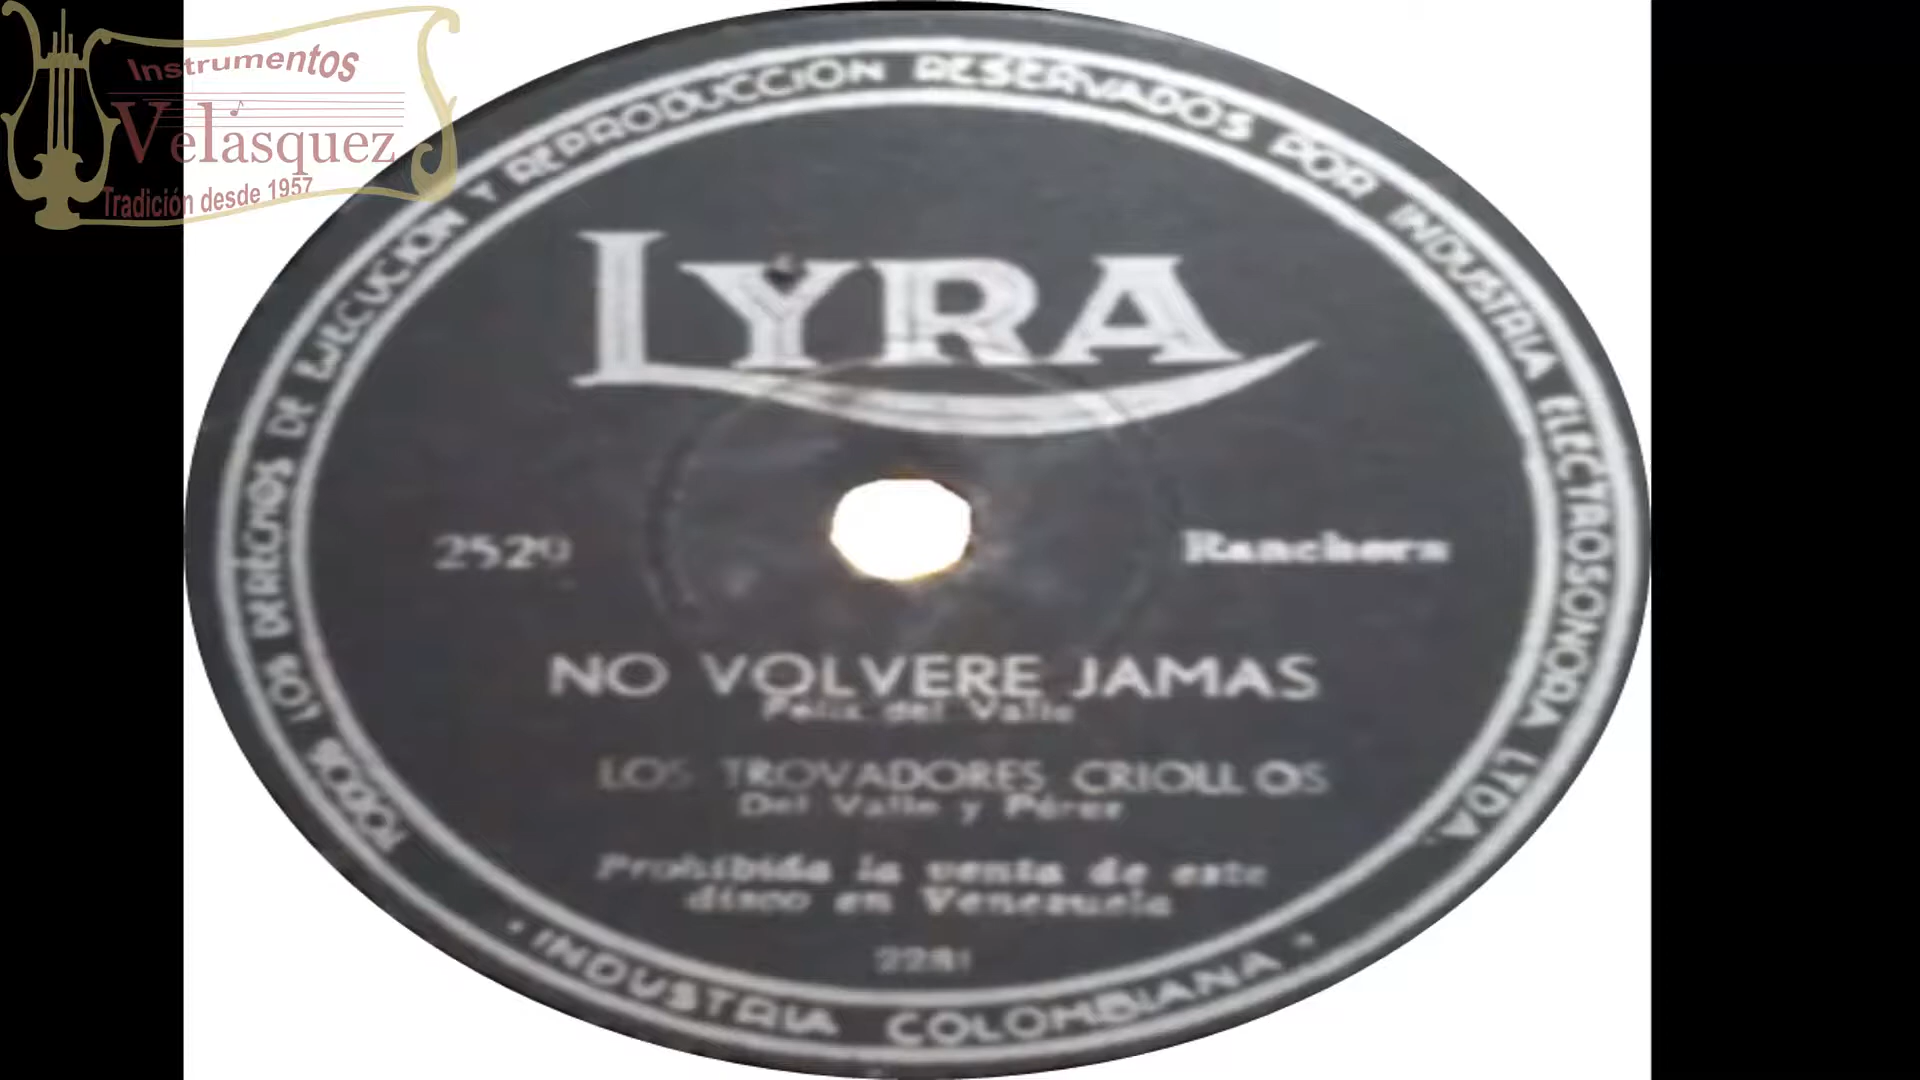 Instrumentos
Velásquez
Tradición desde 1957
TODOS LOS DERECHOS DE EJECUCION Y REPRODUCCION RESERVADOS POR INDUSTRIA ELECTROSONORA LTDA.
LYRA
2529
Ranchera
NO VOLVERE JAMAS
Felix del Valle
LOS TROVADORES CRIOLLOS
Del Valle y Pérez
Prohibida la venta de este
disco en Venezuela
2281
· INDUSTRIA COLOMBIANA ·